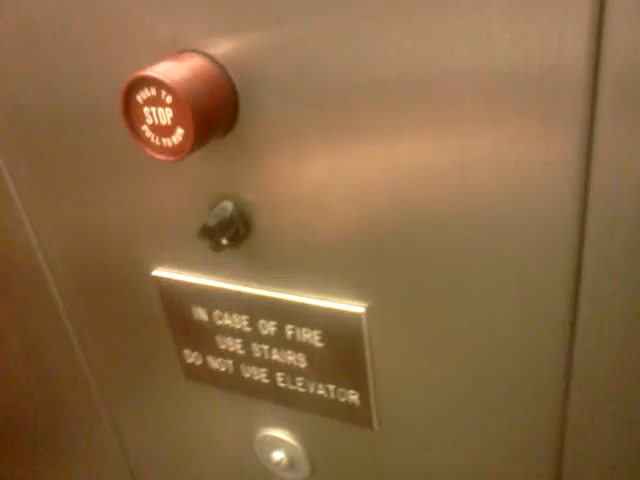 PUSH TO
STOP
PULL TO RUN
IN CASE OF FIRE
USE STAIRS
DO NOT USE ELEVATOR